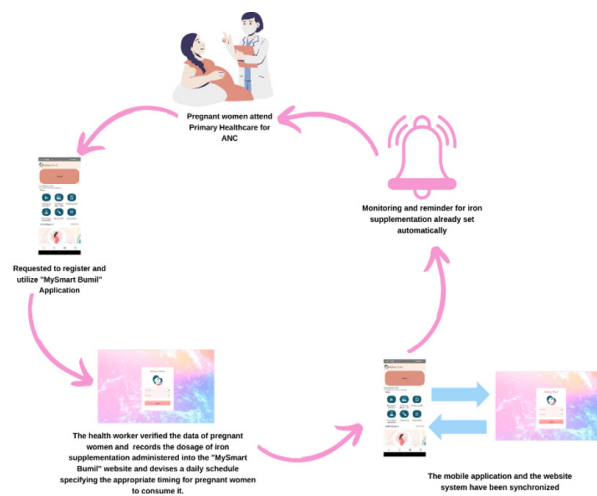 Pregnant women attend
Primary Healthcare for
ANC
Monitoring and reminder for iron
supplementation already set
automatically
Requested to register and
utilize "MySmart Bumil"
Application
The health worker verified the data of pregnant
women and  records the dosage of iron
supplementation administered into the "MySmart
Bumil" website and devises a daily schedule
specifying the appropriate timing for pregnant women
to consume it.
The mobile application and the website
system have been synchronized